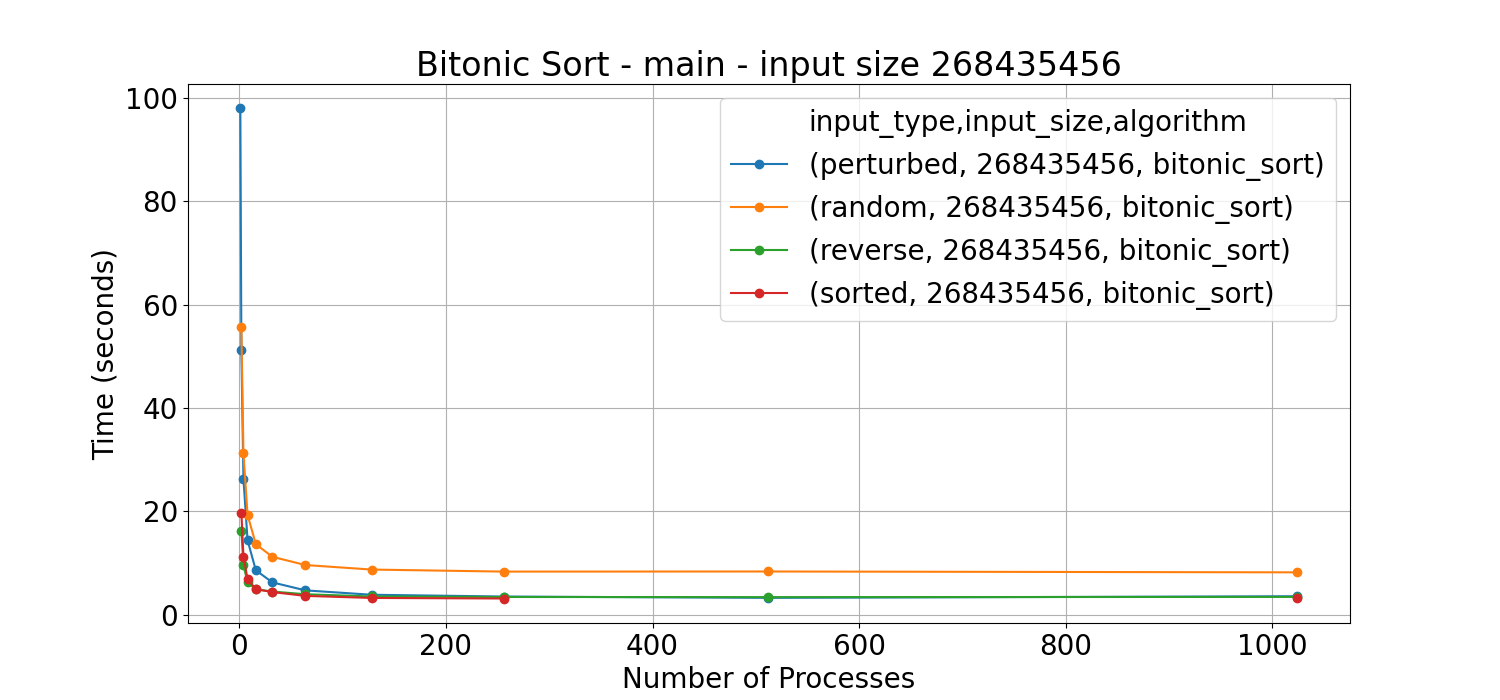 Bitonic Sort - main - input size 268435456
100
80
60
40
20
0
Time (seconds)
input_type,input_size,algorithm
(perturbed, 268435456, bitonic_sort)
(random, 268435456, bitonic_sort)
(reverse, 268435456, bitonic_sort)
(sorted, 268435456, bitonic_sort)
0 200 400 600 800 1000
Number of Processes